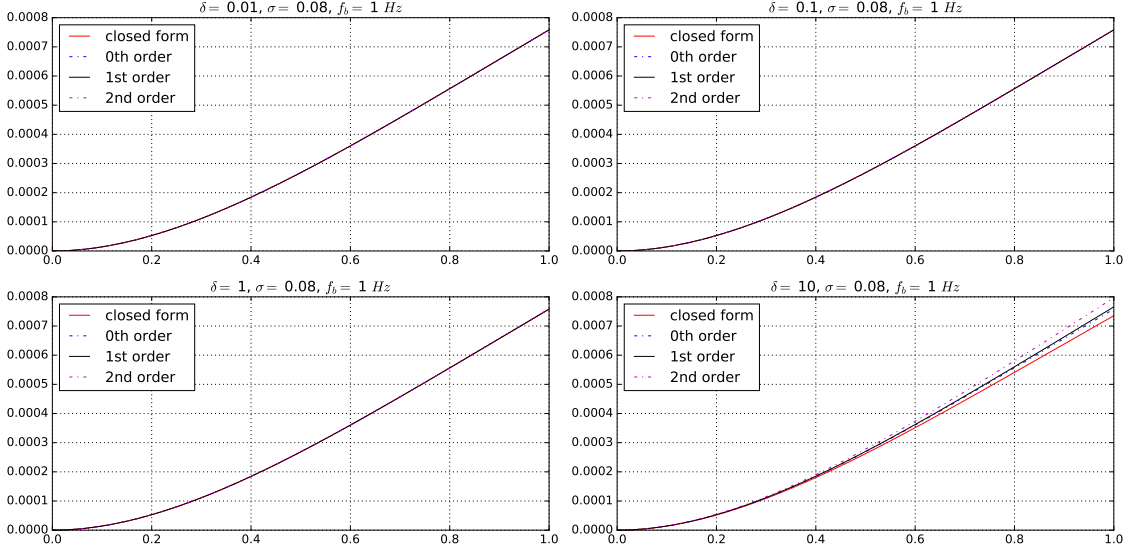 δ = 0.01, σ = 0.08, f_b = 1 Hz
0.0008
0.0007
0.0006
0.0005
0.0004
0.0003
0.0002
0.0001
0.0000
closed form
0th order
1st order
2nd order
0.0 0.2 0.4 0.6 0.8 1.0
δ = 0.1, σ = 0.08, f_b = 1 Hz
0.0008
0.0007
0.0006
0.0005
0.0004
0.0003
0.0002
0.0001
0.0000
closed form
0th order
1st order
2nd order
0.0 0.2 0.4 0.6 0.8 1.0
δ = 1, σ = 0.08, f_b = 1 Hz
0.0008
0.0007
0.0006
0.0005
0.0004
0.0003
0.0002
0.0001
0.0000
closed form
0th order
1st order
2nd order
0.0 0.2 0.4 0.6 0.8 1.0
δ = 10, σ = 0.08, f_b = 1 Hz
0.0008
0.0007
0.0006
0.0005
0.0004
0.0003
0.0002
0.0001
0.0000
closed form
0th order
1st order
2nd order
0.0 0.2 0.4 0.6 0.8 1.0